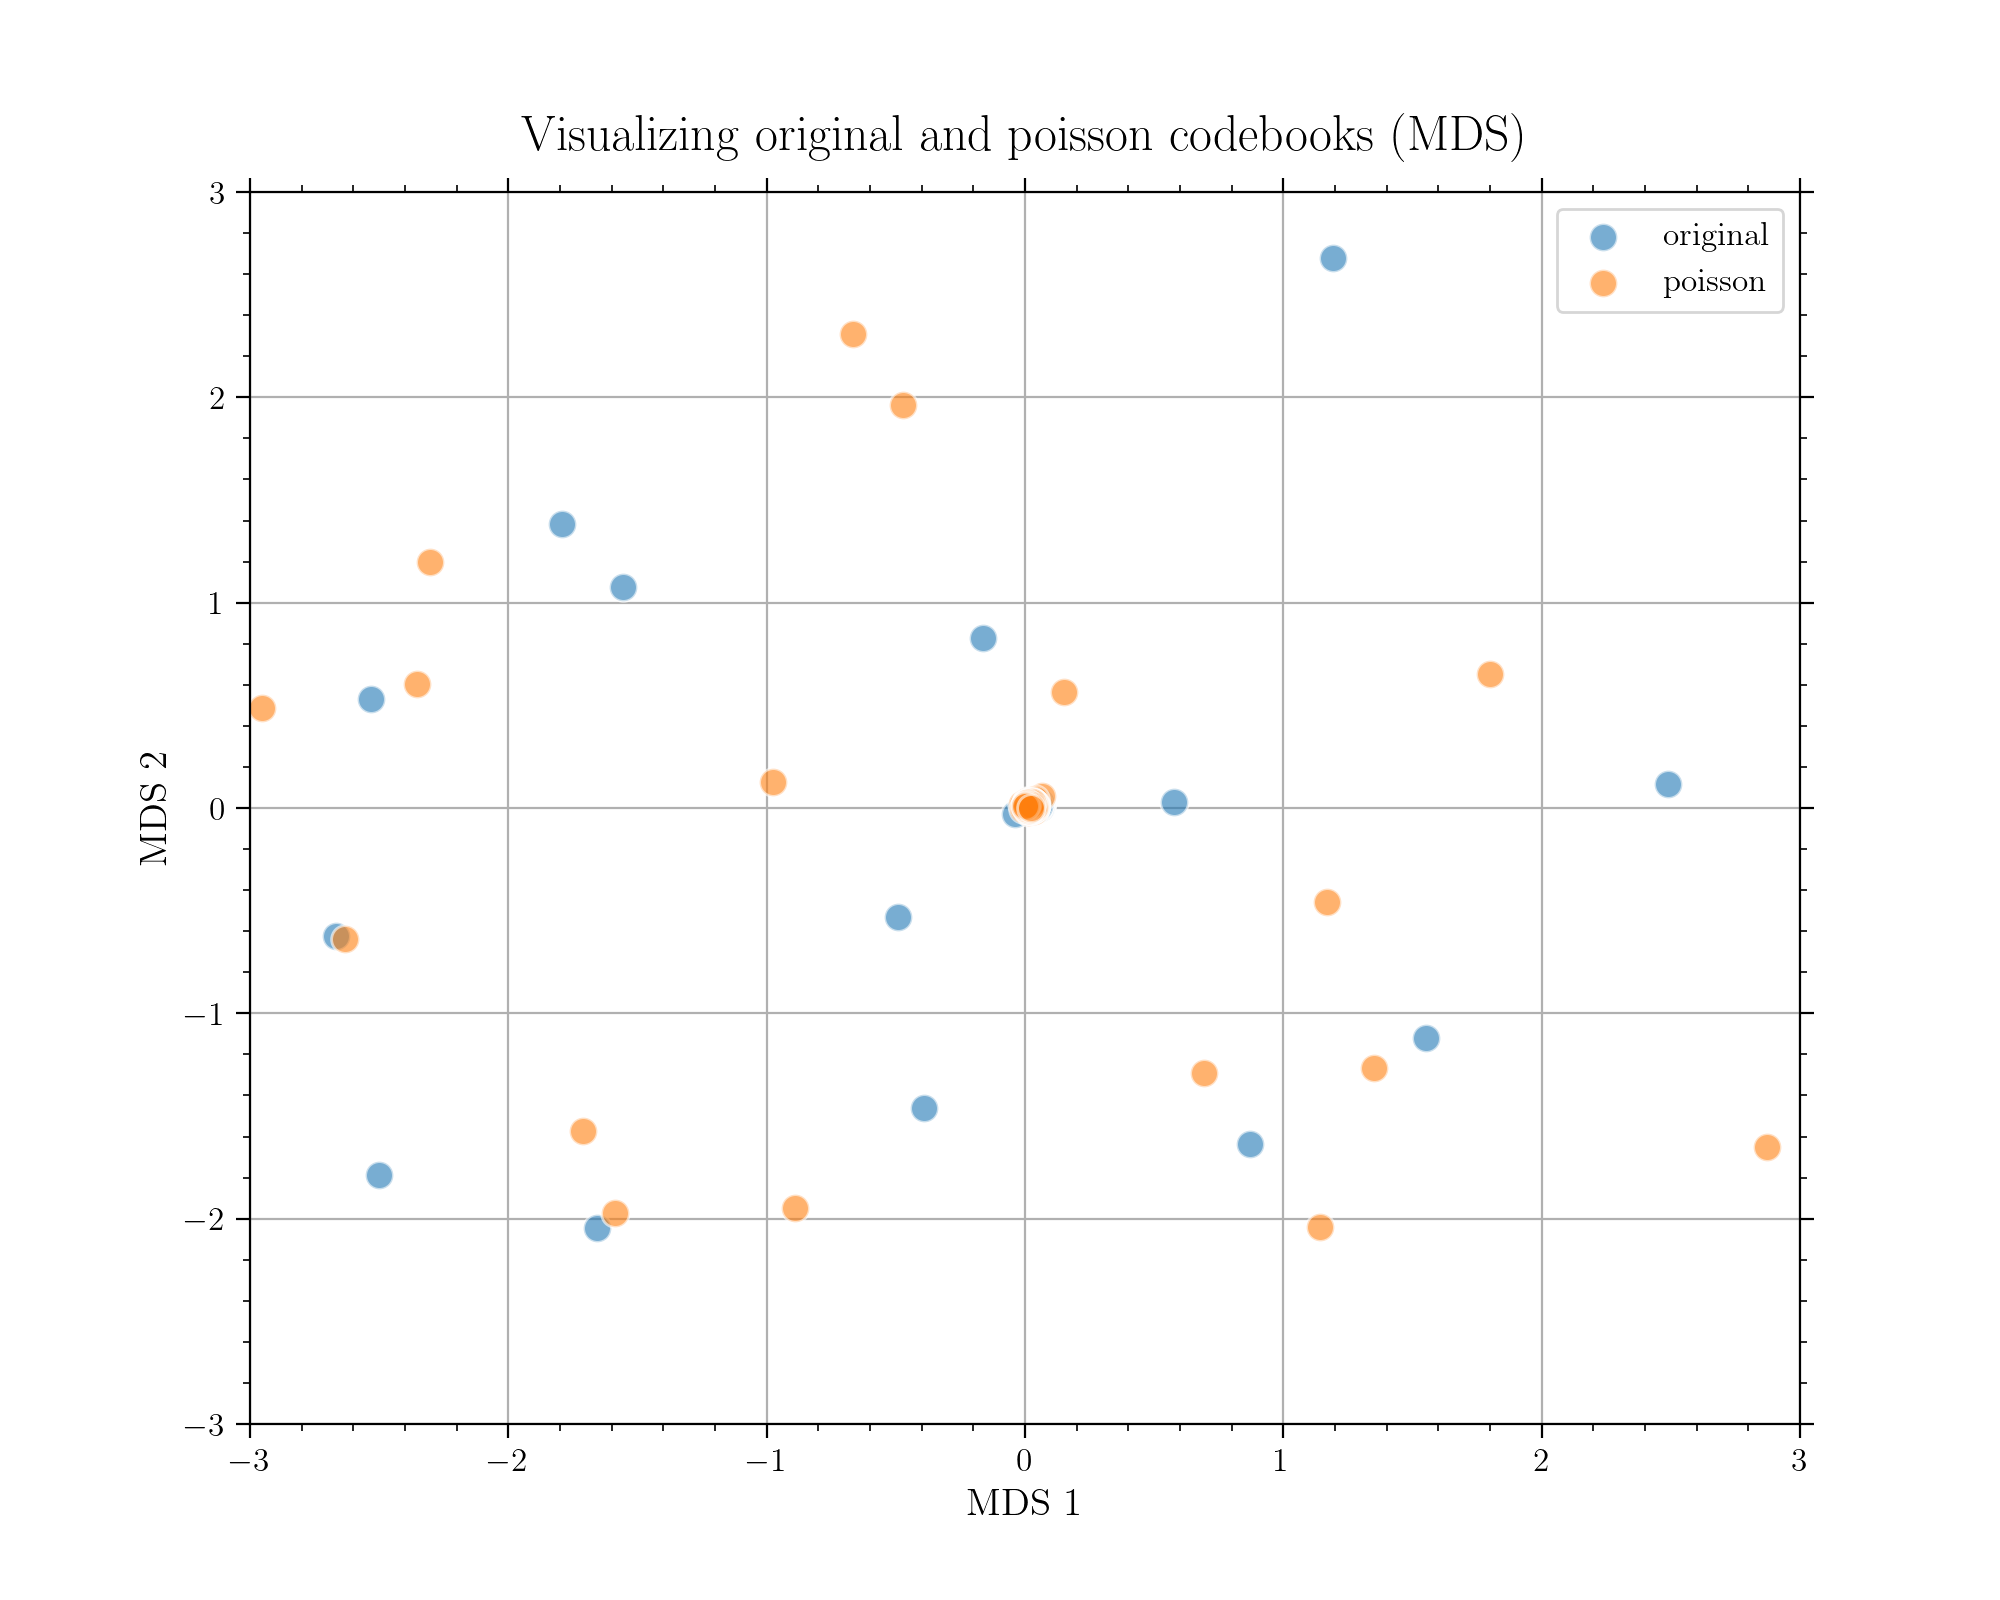 Visualizing original and poisson codebooks (MDS)
original
poisson
3
2
1
0
−1
−2
−3
MDS 2
−3
−2
−1
0
1
2
3
MDS 1